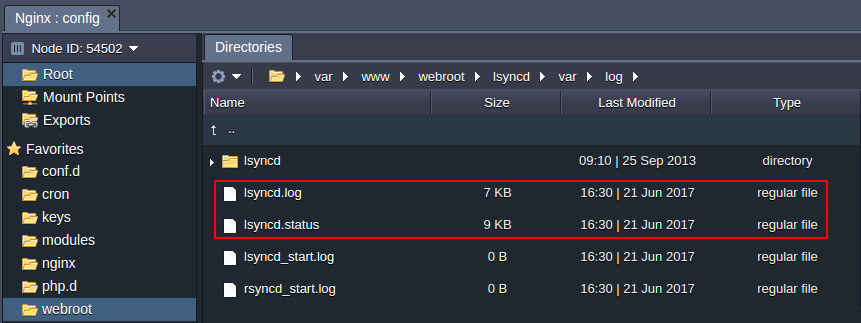 Nginx : config
Node ID: 54502
Root
Mount Points
Exports
Favorites
conf.d
cron
keys
modules
nginx
php.d
webroot
Directories
var www webroot lsyncd var log
Name Size Last Modified Type
..
lsyncd 09:10 | 25 Sep 2013 directory
lsyncd.log 7 KB 16:30 | 21 Jun 2017 regular file
lsyncd.status 9 KB 16:30 | 21 Jun 2017 regular file
lsyncd_start.log 0 B 16:30 | 21 Jun 2017 regular file
rsyncd_start.log 0 B 16:30 | 21 Jun 2017 regular file